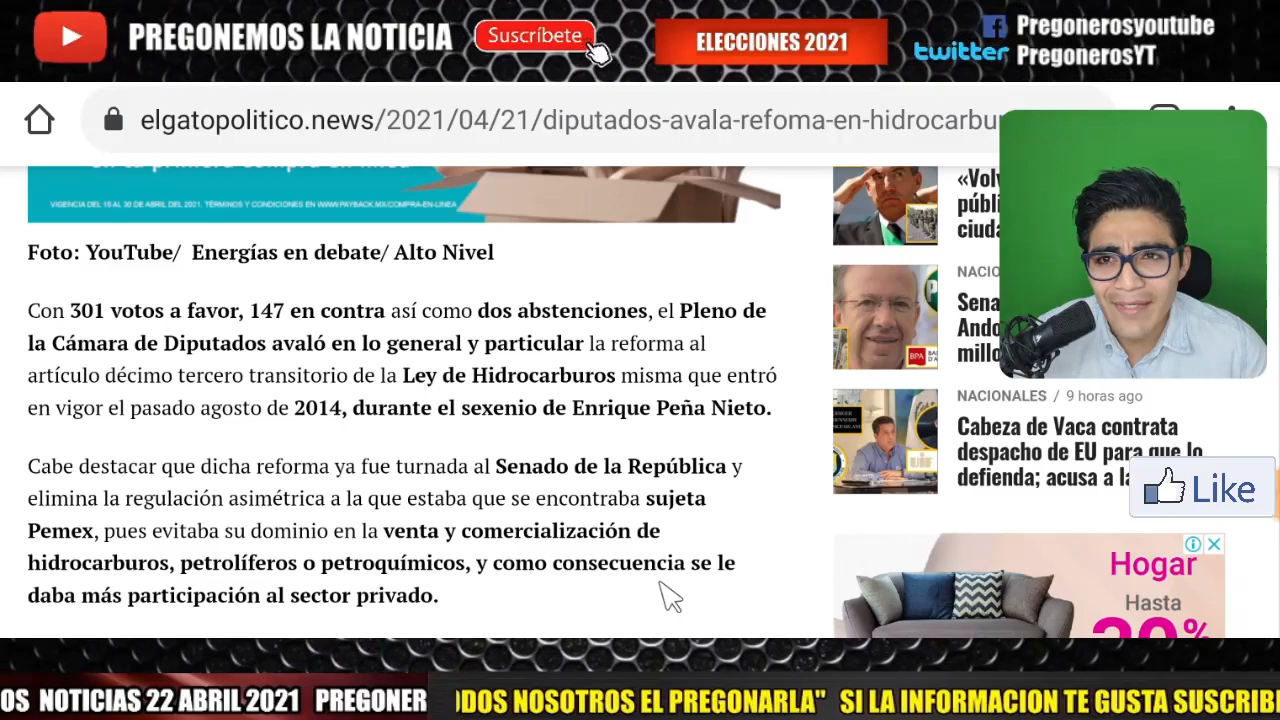 PREGONEMOS LA NOTICIA
Suscríbete
ELECCIONES 2021
Pregonerosyoutube
twitter PregonerosYT
elgatopolitico.news/2021/04/21/diputados-avala-refoma-en-hidrocarbu
VIGENCIA DEL 15 AL 30 DE ABRIL DEL 2021. TÉRMINOS Y CONDICIONES EN WWW.PAYBACK.MX/COMPRA-EN-LINEA
Foto: YouTube/ Energías en debate/ Alto Nivel
Con 301 votos a favor, 147 en contra así como dos abstenciones, el Pleno de
la Cámara de Diputados avaló en lo general y particular la reforma al
artículo décimo tercero transitorio de la Ley de Hidrocarburos misma que entró
en vigor el pasado agosto de 2014, durante el sexenio de Enrique Peña Nieto.
Cabe destacar que dicha reforma ya fue turnada al Senado de la República y
elimina la regulación asimétrica a la que estaba que se encontraba sujeta
Pemex, pues evitaba su dominio en la venta y comercialización de
hidrocarburos, petrolíferos o petroquímicos, y como consecuencia se le
daba más participación al sector privado.
«Volv
públi
ciuda
NACIO
Sena
Ando
millo
NACIONALES / 9 horas ago
Cabeza de Vaca contrata
despacho de EU para que lo
defienda; acusa a la
Like
Hogar
Hasta
OS NOTICIAS 22 ABRIL 2021 PREGONER
DOS NOSOTROS EL PREGONARLA" SI LA INFORMACION TE GUSTA SUSCRIB